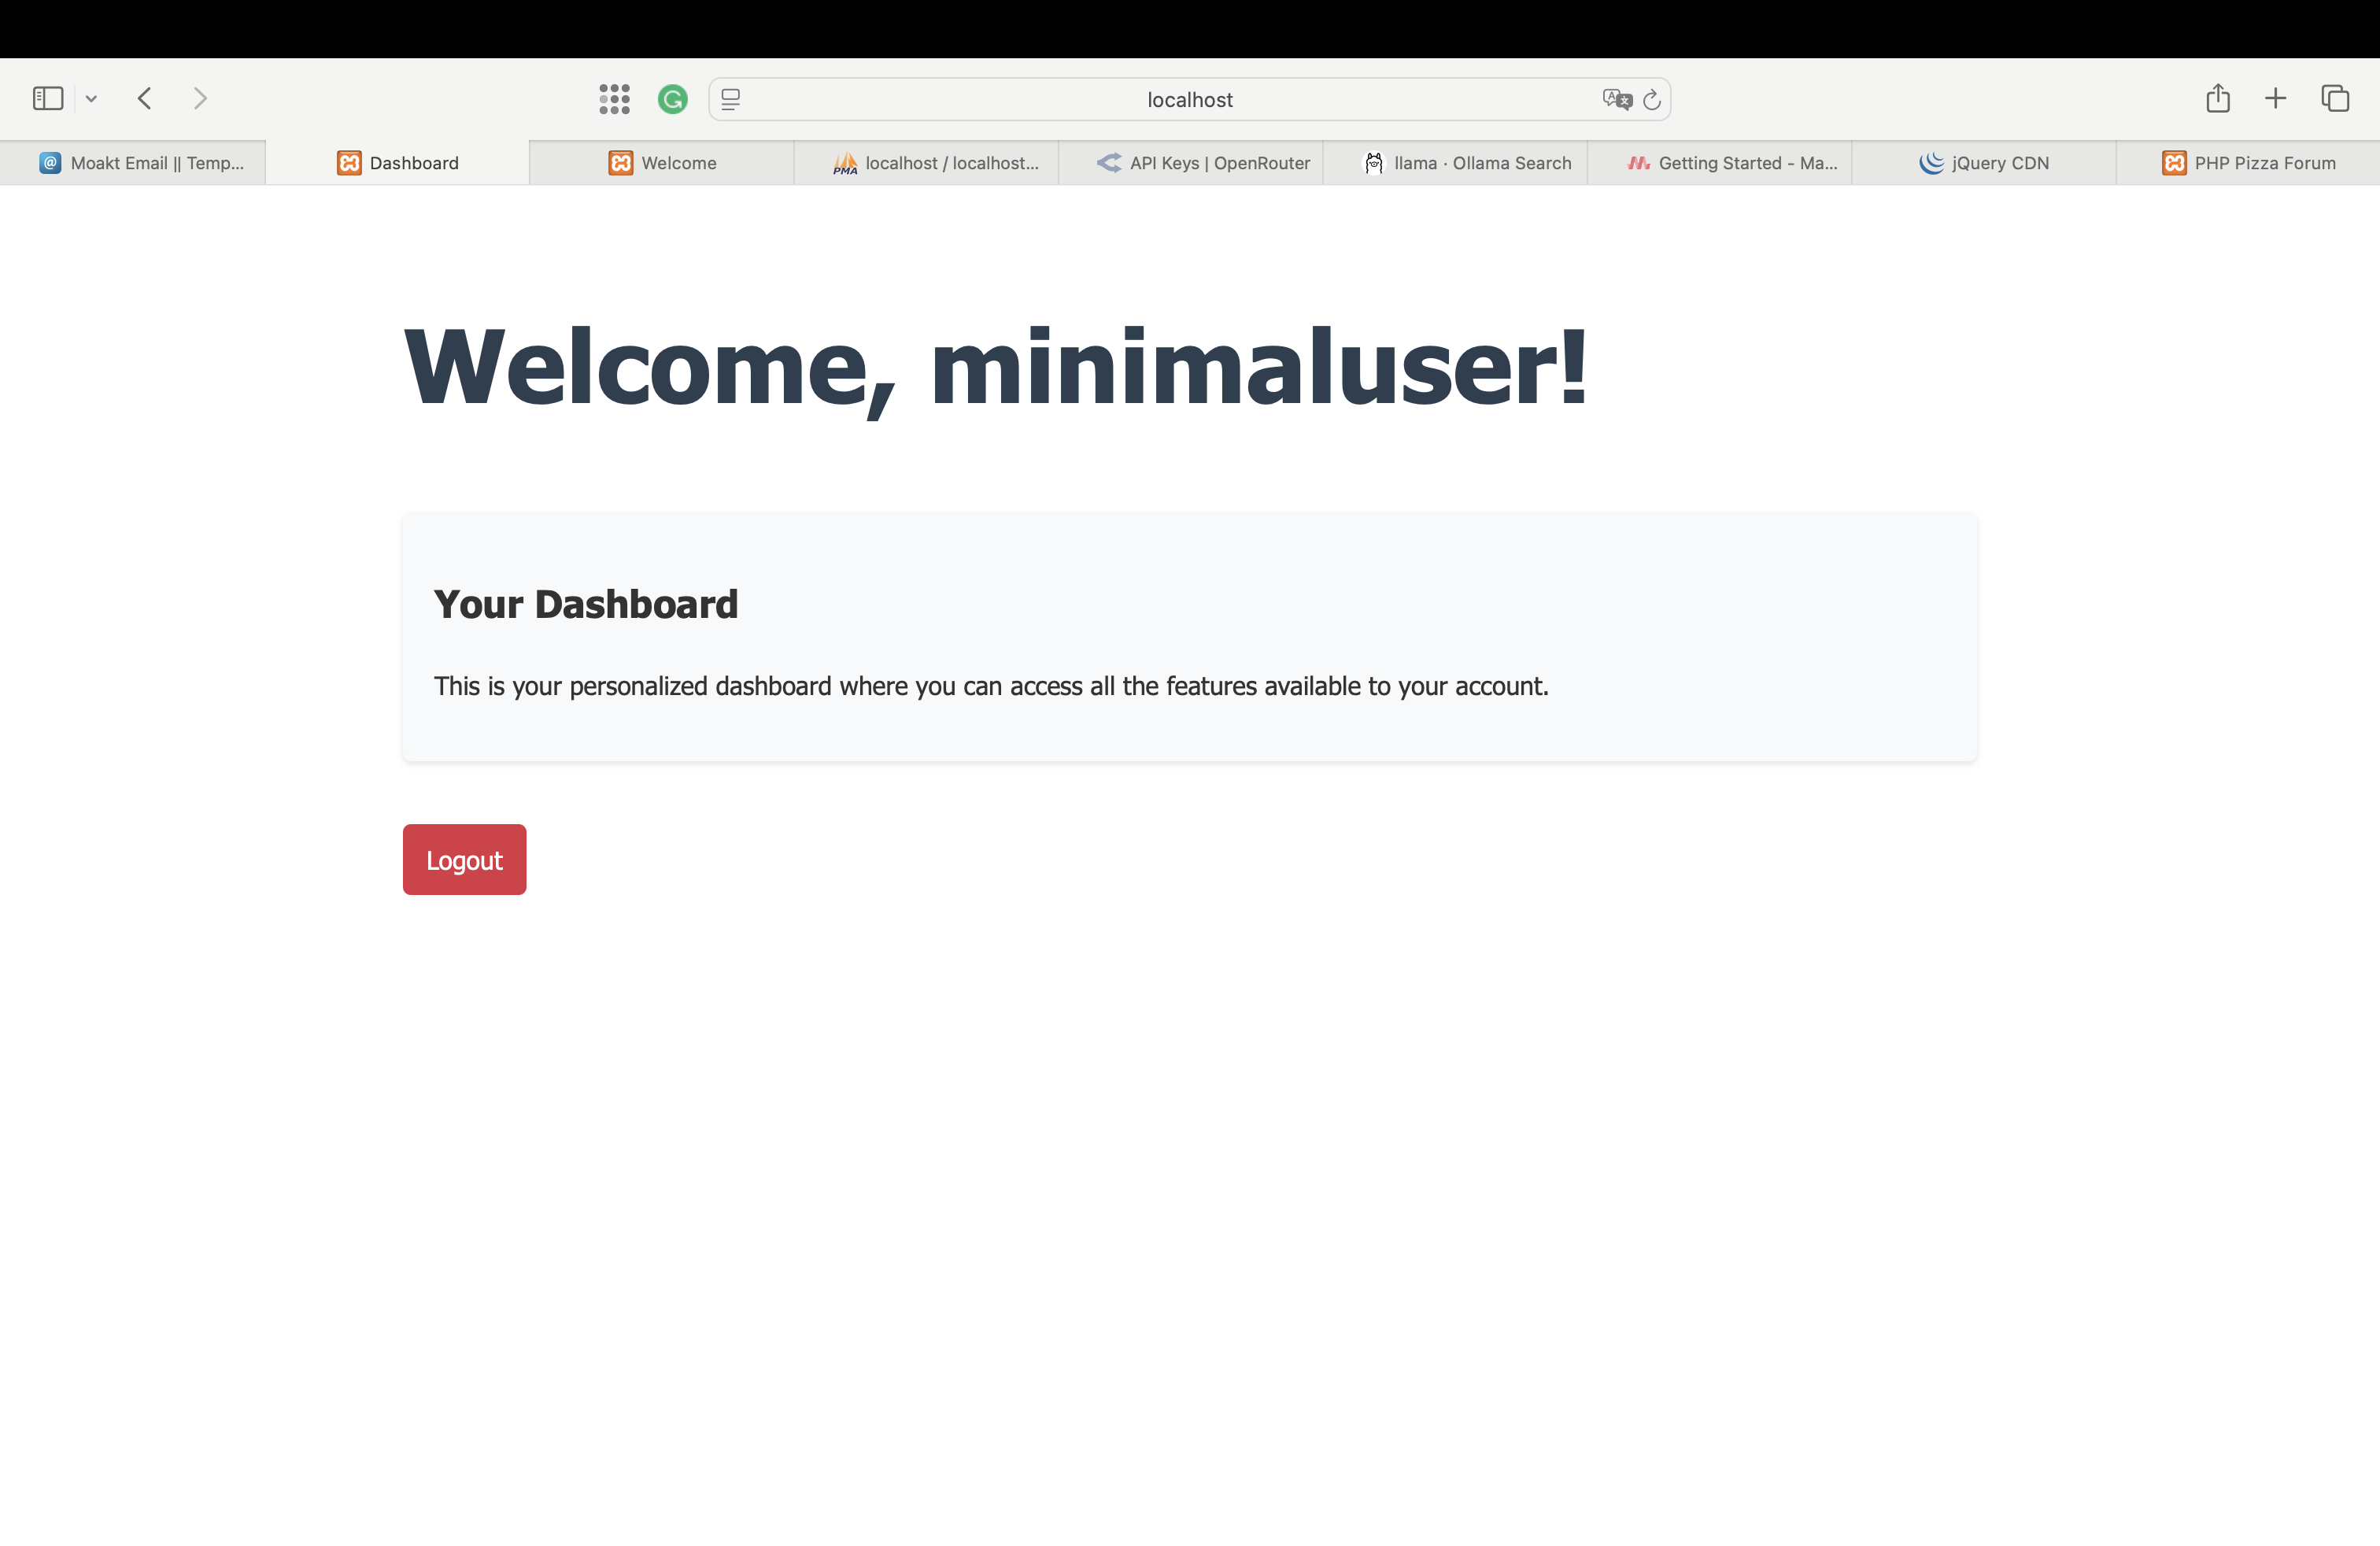 localhost
Moakt Email || Temp...
Dashboard
Welcome
PMA localhost / localhost...
API Keys | OpenRouter
llama · Ollama Search
Getting Started - Ma...
jQuery CDN
PHP Pizza Forum
Welcome, minimaluser!
Your Dashboard
This is your personalized dashboard where you can access all the features available to your account.
Logout